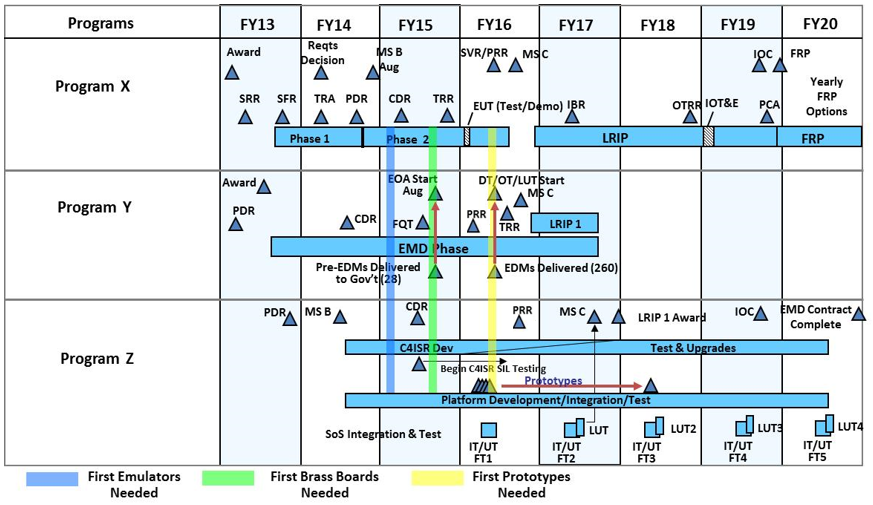 Programs FY13 FY14 FY15 FY16 FY17 FY18 FY19 FY20
Program X
Award
Reqts
Decision
MS B
Aug
SVR/PRR
MS C
IOC
FRP
SRR
SFR
TRA
PDR
CDR
TRR
EUT (Test/Demo)
IBR
OTRR
IOT&E
PCA
Yearly
FRP
Options
Phase 1
Phase 2
LRIP
FRP
Program Y
Award
EOA Start
Aug
DT/OT/LUT Start
MS C
PDR
CDR
FQT
PRR
TRR
LRIP 1
EMD Phase
Pre-EDMs Delivered
to Gov't (28)
EDMs Delivered (260)
Program Z
PDR
MS B
CDR
PRR
MS C
LRIP 1 Award
IOC
EMD Contract
Complete
C4ISR Dev
Test & Upgrades
Begin C4ISR SIL Testing
Prototypes
Platform Development/Integration/Test
SoS Integration & Test
LUT
LUT2
LUT3
LUT4
IT/UT
FT1
IT/UT
FT2
IT/UT
FT3
IT/UT
FT4
IT/UT
FT5
First Emulators
Needed
First Brass Boards
Needed
First Prototypes
Needed